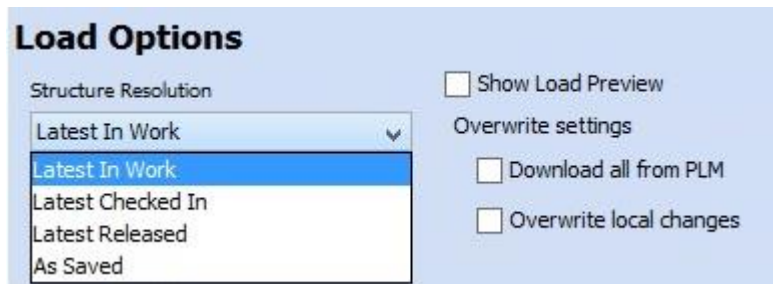 Load Options
Structure Resolution
Latest In Work
Latest In Work
Latest Checked In
Latest Released
As Saved
Show Load Preview
Overwrite settings
Download all from PLM
Overwrite local changes